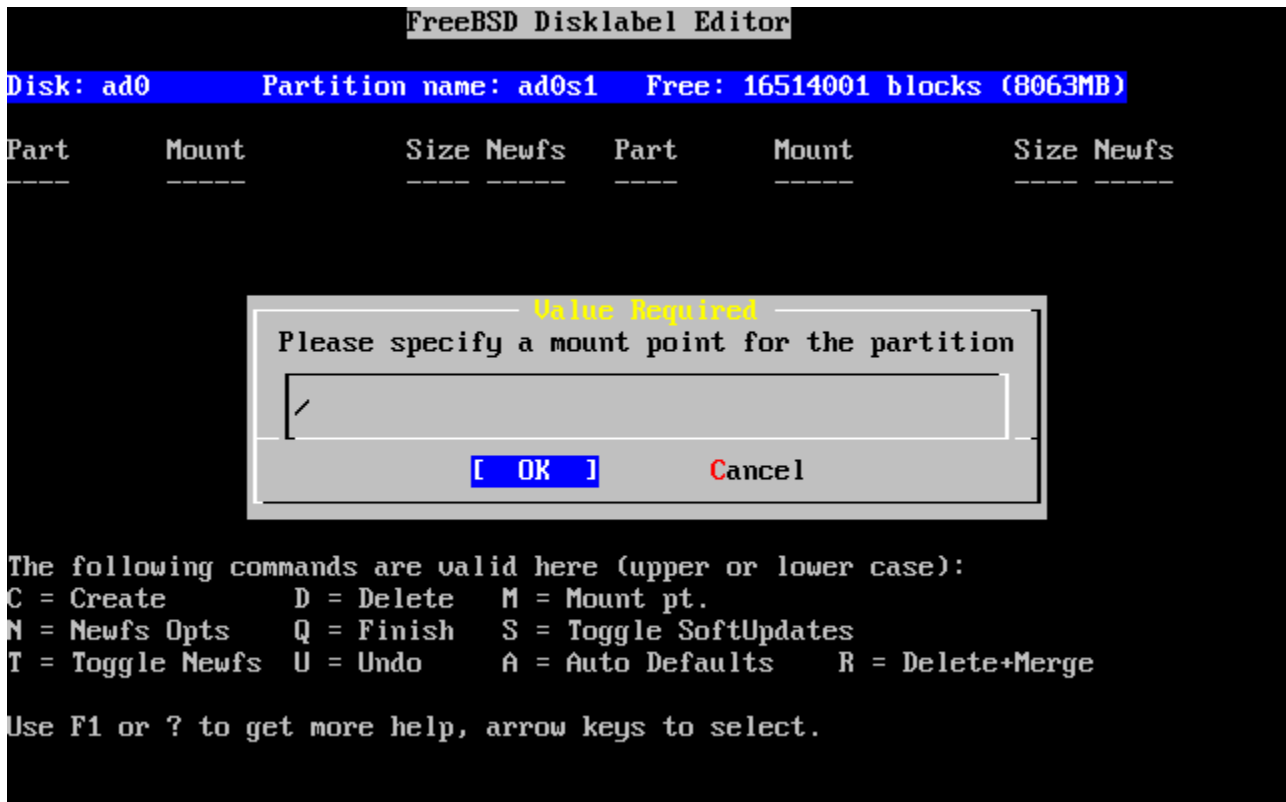 FreeBSD Disklabel Editor
Disk: ad0 Partition name: ad0s1 Free: 16514001 blocks (8063MB)
Part Mount Size Newfs Part Mount Size Newfs
---- ----- ---- ----- ---- ----- ---- -----
Value Required
Please specify a mount point for the partition
/
[ OK ] Cancel
The following commands are valid here (upper or lower case):
C = Create D = Delete M = Mount pt.
N = Newfs Opts Q = Finish S = Toggle SoftUpdates
T = Toggle Newfs U = Undo A = Auto Defaults R = Delete+Merge
Use F1 or ? to get more help, arrow keys to select.